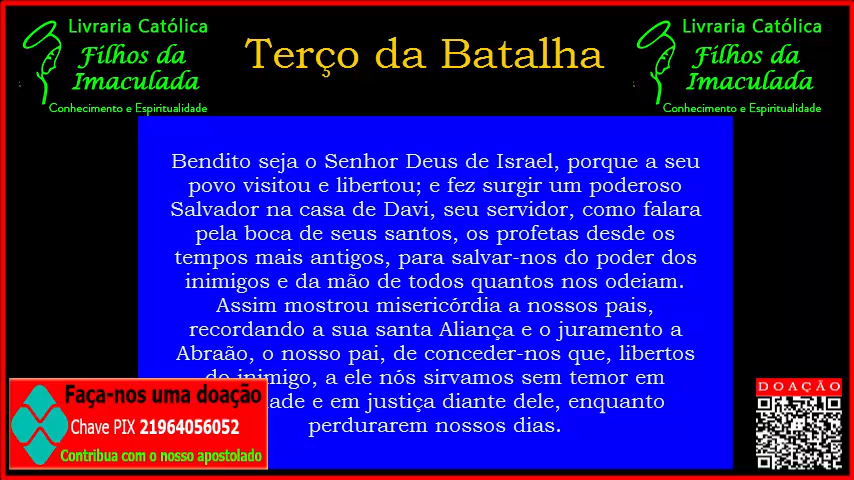 Livraria Católica
Filhos da
Imaculada
Conhecimento e Espiritualidade
Terço da Batalha
Livraria Católica
Filhos da
Imaculada
Conhecimento e Espiritualidade
Bendito seja o Senhor Deus de Israel, porque a seu
povo visitou e libertou; e fez surgir um poderoso
Salvador na casa de Davi, seu servidor, como falara
pela boca de seus santos, os profetas desde os
tempos mais antigos, para salvar-nos do poder dos
inimigos e da mão de todos quantos nos odeiam.
Assim mostrou misericórdia a nossos pais,
recordando a sua santa Aliança e o juramento a
Abraão, o nosso pai, de conceder-nos que, libertos
do inimigo, a ele nós sirvamos sem temor em
e em justiça diante dele, enquanto
perdurarem nossos dias.
Faça-nos uma doação
Chave PIX 21964056052
Contribua com o nosso apostolado
DOAÇÃO